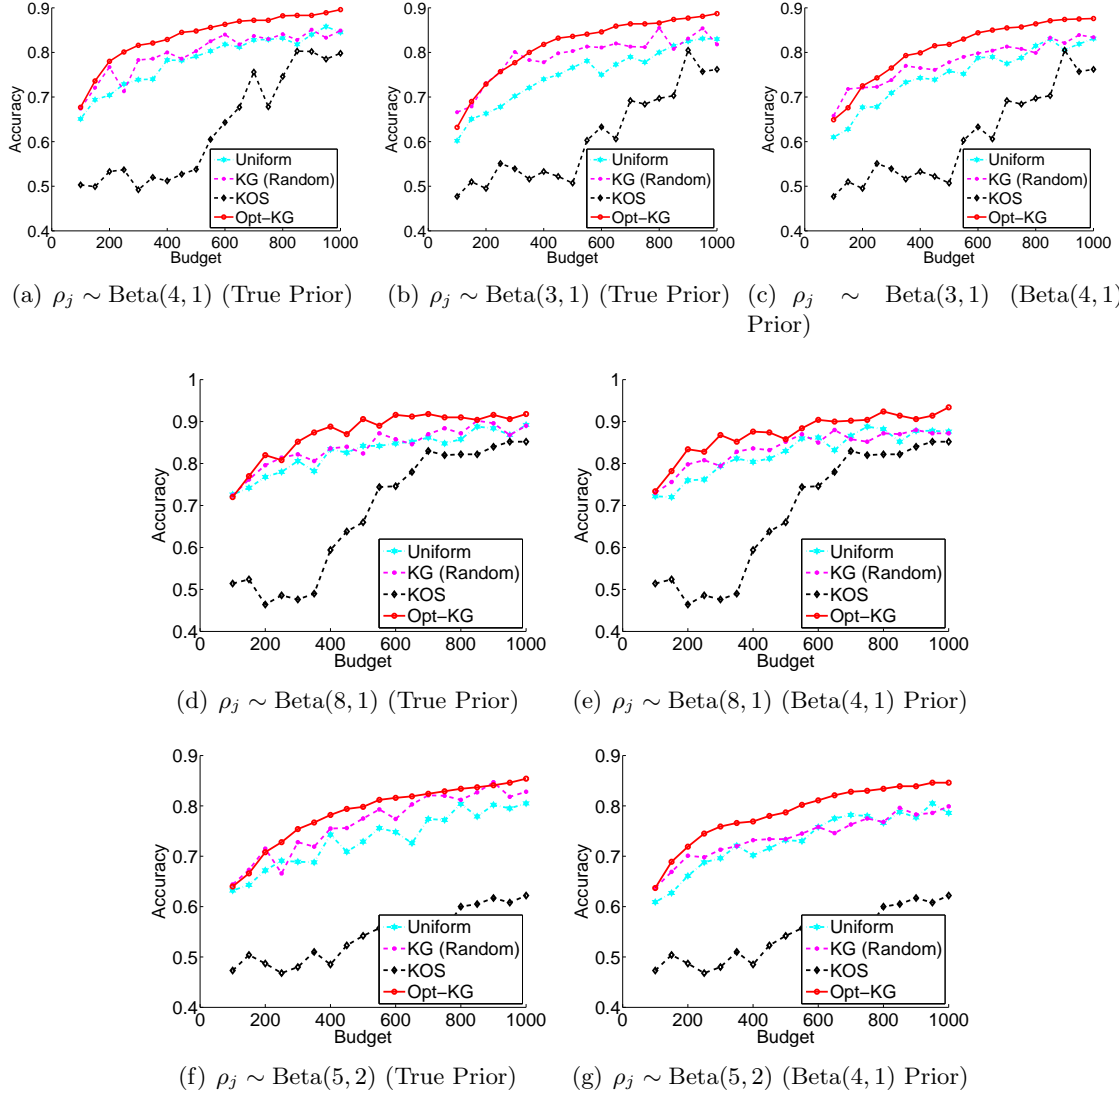 0.9
0.8
0.7
0.6
0.5
0.4
Accuracy
0 200 400 600 800 1000
Budget
Uniform
KG (Random)
KOS
Opt−KG
(a) ρj ∼ Beta(4, 1) (True Prior)
0.9
0.8
0.7
0.6
0.5
0.4
Accuracy
0 200 400 600 800 1000
Budget
Uniform
KG (Random)
KOS
Opt−KG
(b) ρj ∼ Beta(3, 1) (True Prior)
0.9
0.8
0.7
0.6
0.5
0.4
Accuracy
0 200 400 600 800 1000
Budget
Uniform
KG (Random)
KOS
Opt−KG
(c) ρj ∼ Beta(3, 1) (Beta(4, 1)
Prior)
1
0.9
0.8
0.7
0.6
0.5
0.4
Accuracy
0 200 400 600 800 1000
Budget
Uniform
KG (Random)
KOS
Opt−KG
(d) ρj ∼ Beta(8, 1) (True Prior)
1
0.9
0.8
0.7
0.6
0.5
0.4
Accuracy
0 200 400 600 800 1000
Budget
Uniform
KG (Random)
KOS
Opt−KG
(e) ρj ∼ Beta(8, 1) (Beta(4, 1) Prior)
0.9
0.8
0.7
0.6
0.5
0.4
Accuracy
0 200 400 600 800 1000
Budget
Uniform
KG (Random)
KOS
Opt−KG
(f) ρj ∼ Beta(5, 2) (True Prior)
0.9
0.8
0.7
0.6
0.5
0.4
Accuracy
0 200 400 600 800 1000
Budget
Uniform
KG (Random)
KOS
Opt−KG
(g) ρj ∼ Beta(5, 2) (Beta(4, 1) Prior)